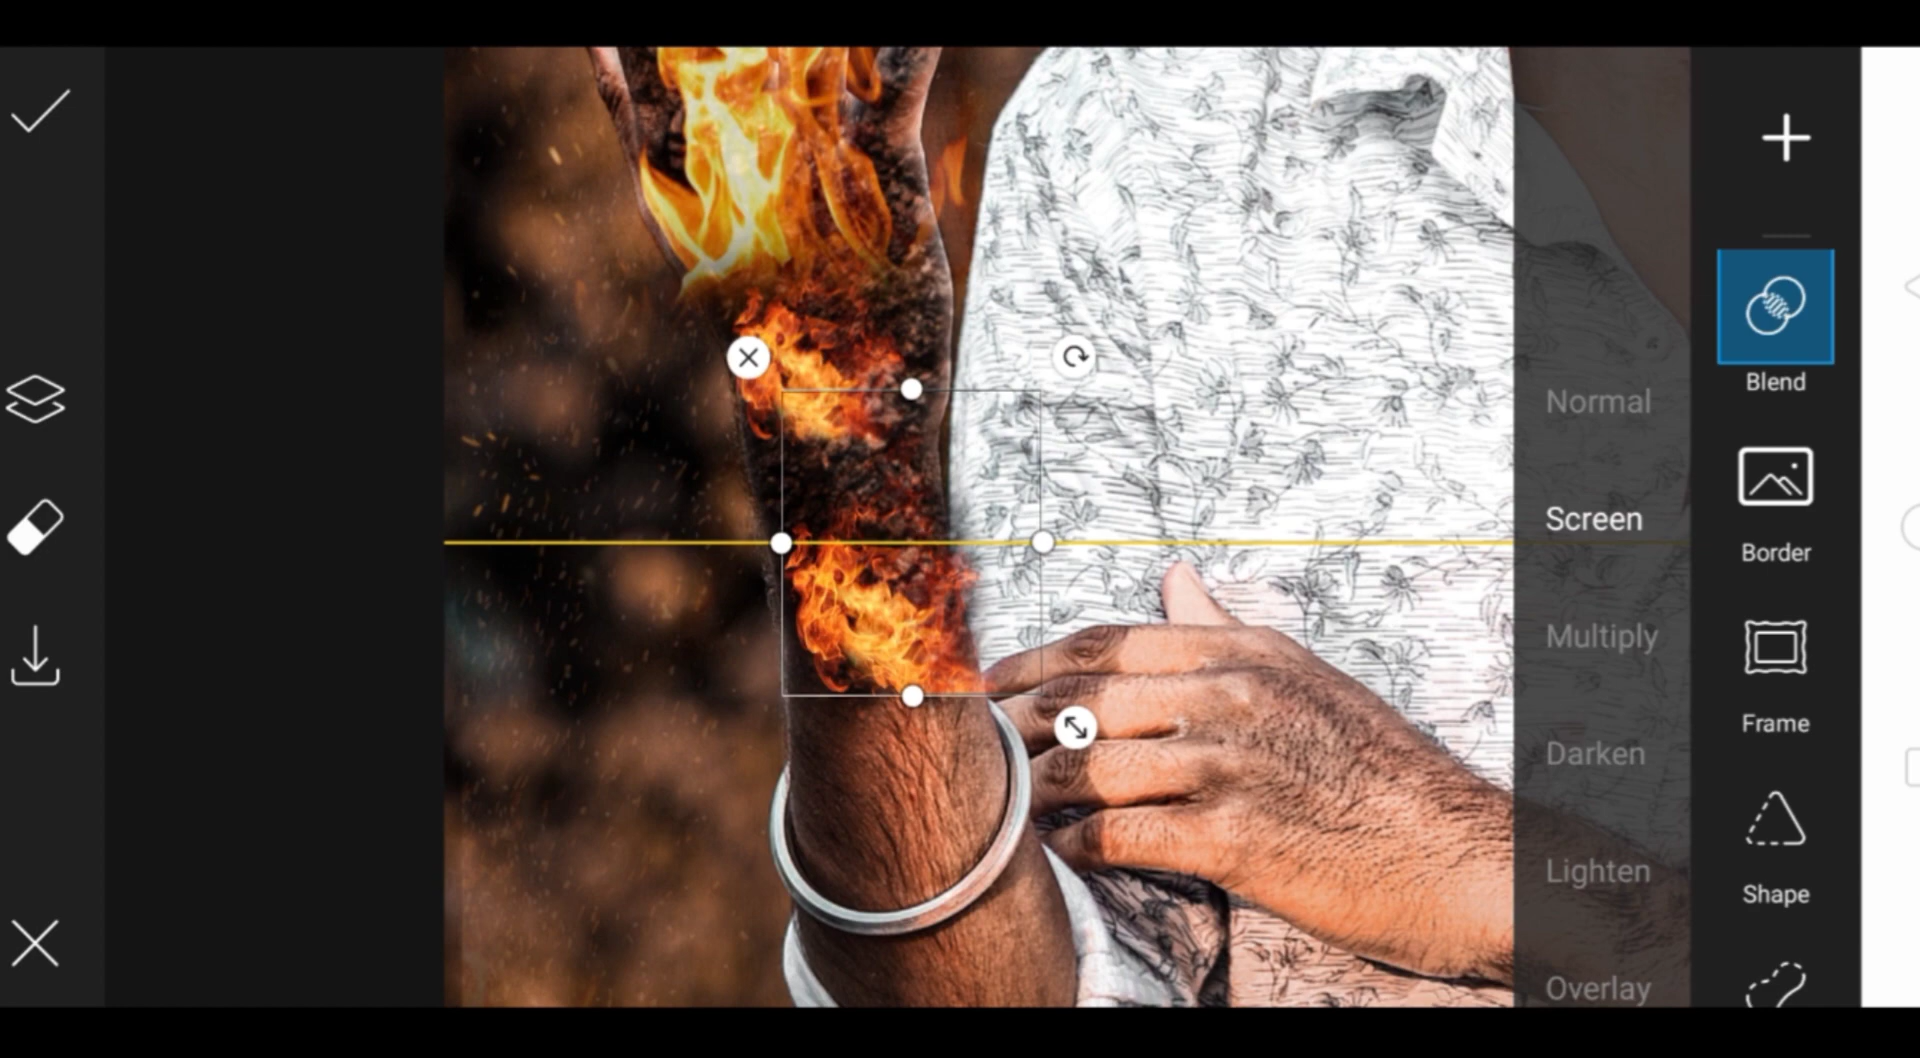 Normal
Screen
Multiply
Darken
Lighten
Overlay
Blend
Border
Frame
Shape